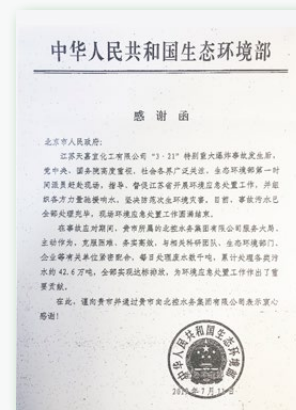 中华人民共和国生态环境部
感谢函
北京市人民政府：
江苏天嘉宜化工有限公司“3·21”特别重大爆炸事故发生后，
党中央、国务院高度重视，社会各界广泛关注，生态环境部第一时
间派员赶赴现场，指导、督促江苏省开展环境应急处置工作，并组
织各方力量驰援响水，坚决防范次生环境灾害。目前，事故污水已
全部处理完毕，现场环境应急处置工作圆满结束。
在事故应对期间，贵市所属北控水务集团有限公司服务大局，
主动作为，克服困难，务实高效，与相关科研团队、生态环境部门、
企业等有关单位紧密配合，每日处理废水数千吨，累计处理各类污
水约 42.6 万吨，全部实现达标排放，为环境应急处置工作作出了重
要贡献。
在此，谨向贵市并通过贵市向北控水务集团有限公司表示衷心
感谢！
中华人民共和国生态环境部
7月